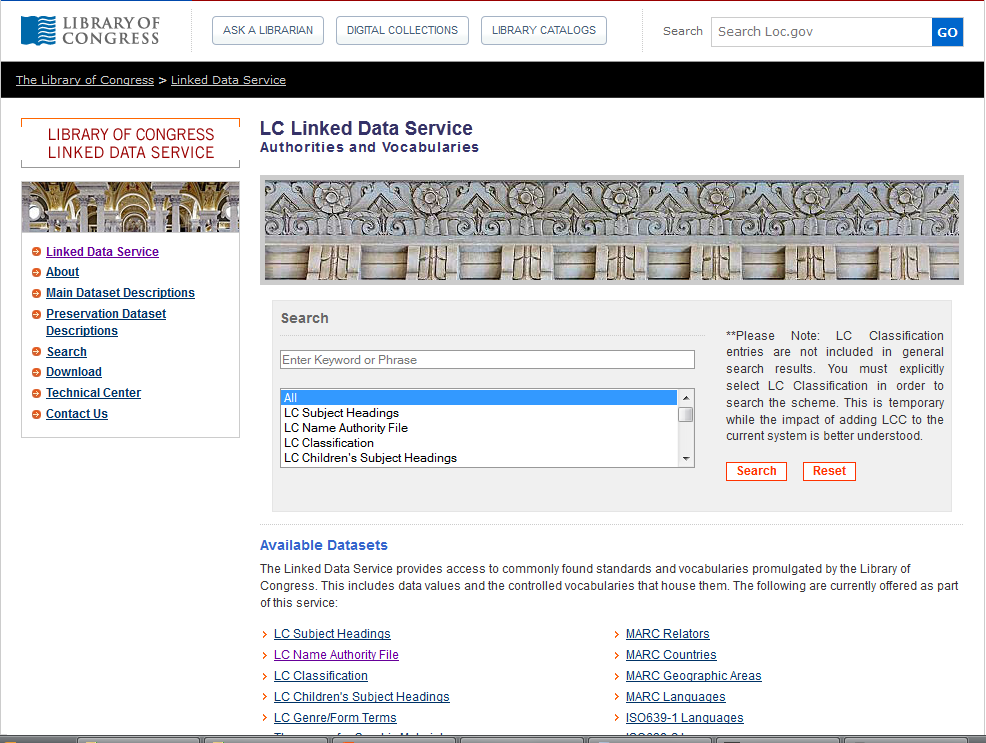 LIBRARY OF
CONGRESS
ASK A LIBRARIAN
DIGITAL COLLECTIONS
LIBRARY CATALOGS
Search
Search Loc.gov
GO
The Library of Congress > Linked Data Service
LIBRARY OF CONGRESS
LINKED DATA SERVICE
Linked Data Service
About
Main Dataset Descriptions
Preservation Dataset
Descriptions
Search
Download
Technical Center
Contact Us
LC Linked Data Service
Authorities and Vocabularies
Search
Enter Keyword or Phrase
All
LC Subject Headings
LC Name Authority File
LC Classification
LC Children's Subject Headings
**Please Note: LC Classification
entries are not included in general
search results. You must explicitly
select LC Classification in order to
search the scheme. This is temporary
while the impact of adding LCC to the
current system is better understood.
Search
Reset
Available Datasets
The Linked Data Service provides access to commonly found standards and vocabularies promulgated by the Library of
Congress. This includes data values and the controlled vocabularies that house them. The following are currently offered as part
of this service:
LC Subject Headings
LC Name Authority File
LC Classification
LC Children's Subject Headings
LC Genre/Form Terms
MARC Relators
MARC Countries
MARC Geographic Areas
MARC Languages
ISO639-1 Languages